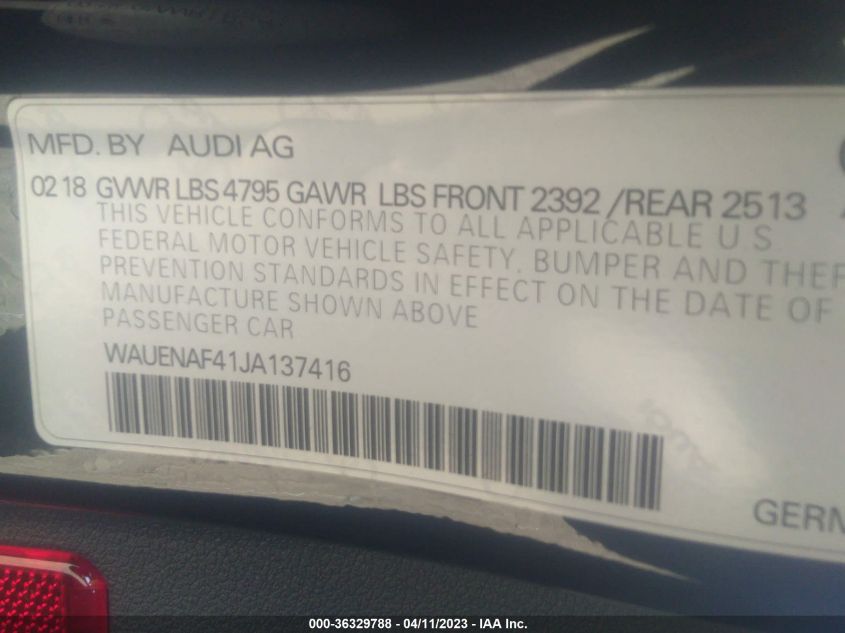 MFD. BY AUDI AG
02 18 GVWR LBS 4795 GAWR LBS FRONT 2392 /REAR 2513
THIS VEHICLE CONFORMS TO ALL APPLICABLE U.S.
FEDERAL MOTOR VEHICLE SAFETY, BUMPER AND THEF
PREVENTION STANDARDS IN EFFECT ON THE DATE OF
MANUFACTURE SHOWN ABOVE
PASSENGER CAR
WAUENAF41JA137416
GERM
000-36329788 - 04/11/2023 - IAA Inc.